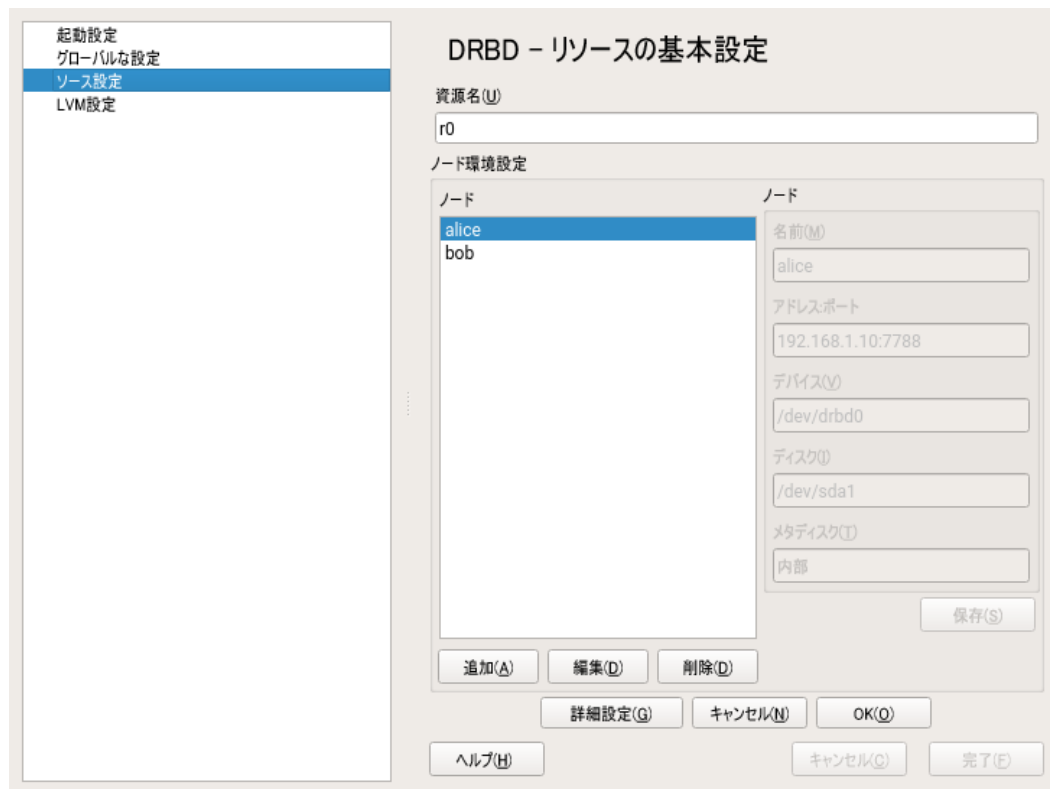 起動設定
グローバルな設定
ソース設定
LVM設定
DRBD – リソースの基本設定
資源名(U)
r0
ノード環境設定
ノード
alice
bob
追加(A) 編集(D) 削除(D)
ノード
名前(M)
alice
アドレス:ポート
192.168.1.10:7788
デバイス(V)
/dev/drbd0
ディスク(I)
/dev/sda1
メタディスク(T)
内部
保存(S)
詳細設定(G) キャンセル(N) OK(O)
ヘルプ(H) キャンセル(C) 完了(F)